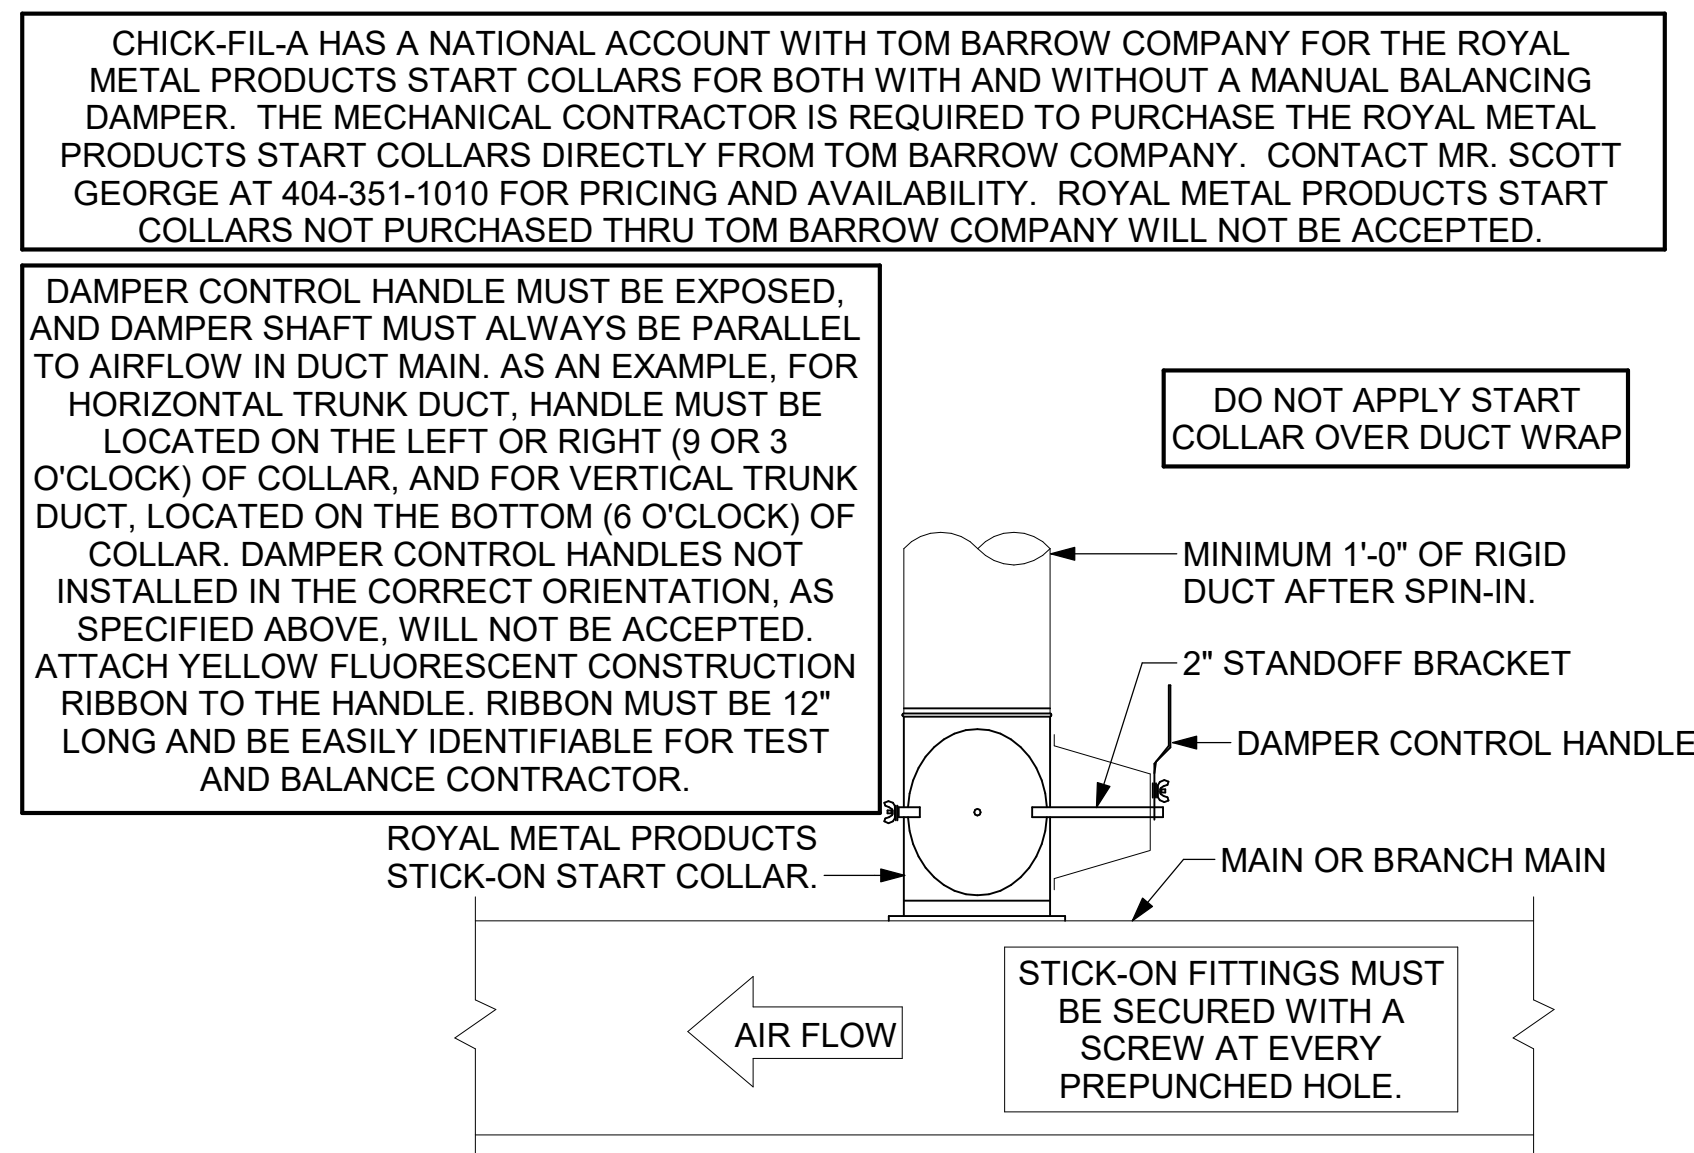 CHICK-FIL-A HAS A NATIONAL ACCOUNT WITH TOM BARROW COMPANY FOR THE ROYAL
METAL PRODUCTS START COLLARS FOR BOTH WITH AND WITHOUT A MANUAL BALANCING
DAMPER.  THE MECHANICAL CONTRACTOR IS REQUIRED TO PURCHASE THE ROYAL METAL
PRODUCTS START COLLARS DIRECTLY FROM TOM BARROW COMPANY.  CONTACT MR. SCOTT
GEORGE AT 404-351-1010 FOR PRICING AND AVAILABILITY.  ROYAL METAL PRODUCTS START
COLLARS NOT PURCHASED THRU TOM BARROW COMPANY WILL NOT BE ACCEPTED.
DAMPER CONTROL HANDLE MUST BE EXPOSED,
AND DAMPER SHAFT MUST ALWAYS BE PARALLEL
TO AIRFLOW IN DUCT MAIN. AS AN EXAMPLE, FOR
HORIZONTAL TRUNK DUCT, HANDLE MUST BE
LOCATED ON THE LEFT OR RIGHT (9 OR 3
O'CLOCK) OF COLLAR, AND FOR VERTICAL TRUNK
DUCT, LOCATED ON THE BOTTOM (6 O'CLOCK) OF
COLLAR. DAMPER CONTROL HANDLES NOT
INSTALLED IN THE CORRECT ORIENTATION, AS
SPECIFIED ABOVE, WILL NOT BE ACCEPTED.
ATTACH YELLOW FLUORESCENT CONSTRUCTION
RIBBON TO THE HANDLE. RIBBON MUST BE 12"
LONG AND BE EASILY IDENTIFIABLE FOR TEST
AND BALANCE CONTRACTOR.
DO NOT APPLY START
COLLAR OVER DUCT WRAP
MINIMUM 1'-0" OF RIGID
DUCT AFTER SPIN-IN.
2" STANDOFF BRACKET
DAMPER CONTROL HANDLE
ROYAL METAL PRODUCTS
STICK-ON START COLLAR.
MAIN OR BRANCH MAIN
AIR FLOW
STICK-ON FITTINGS MUST
BE SECURED WITH A
SCREW AT EVERY
PREPUNCHED HOLE.